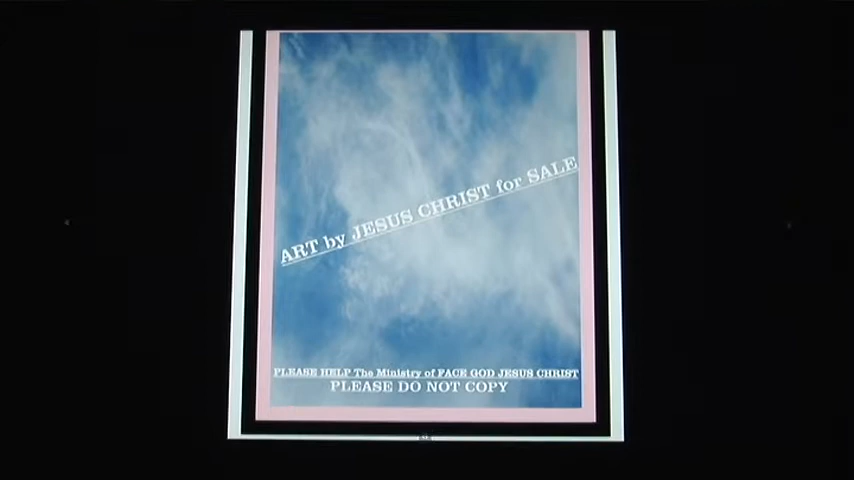 ART by JESUS CHRIST for SALE
PLEASE HELP The Ministry of FACE GOD JESUS CHRIST
PLEASE DO NOT COPY